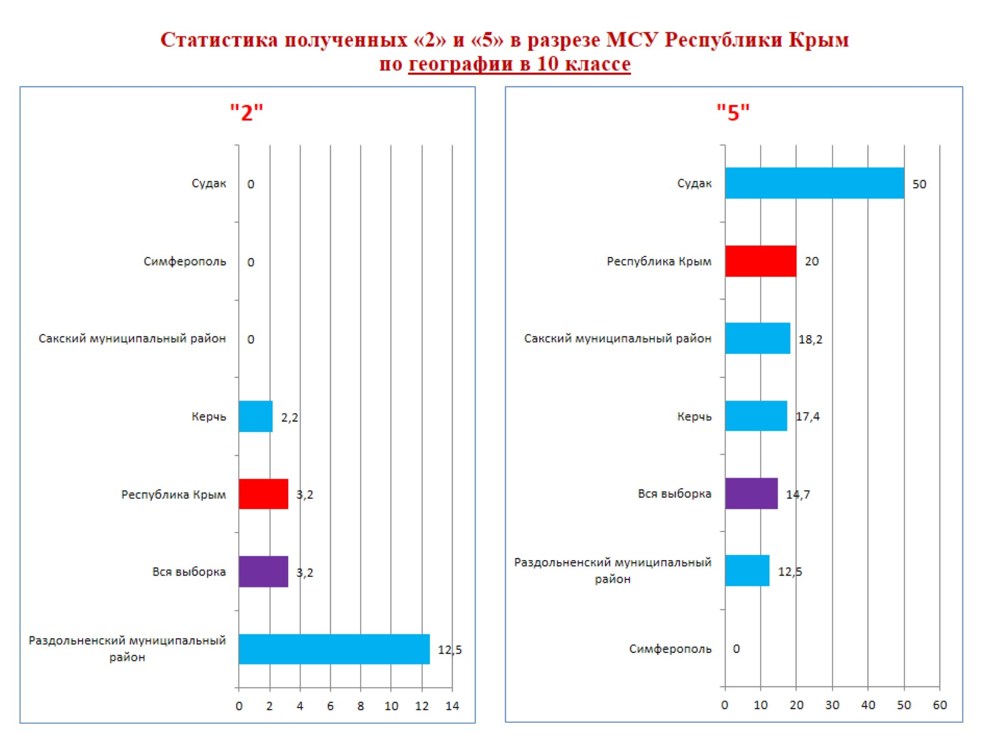 Статистика полученных «2» и «5» в разрезе МСУ Республики Крым
по географии в 10 классе
"2"
Судак 0
Симферополь 0
Сакский муниципальный район 0
Керчь 2,2
Республика Крым 3,2
Вся выборка 3,2
Раздольненский муниципальный
район 12,5
0 2 4 6 8 10 12 14
"5"
Судак 50
Республика Крым 20
Сакский муниципальный район 18,2
Керчь 17,4
Вся выборка 14,7
Раздольненский муниципальный
район 12,5
Симферополь 0
0 10 20 30 40 50 60